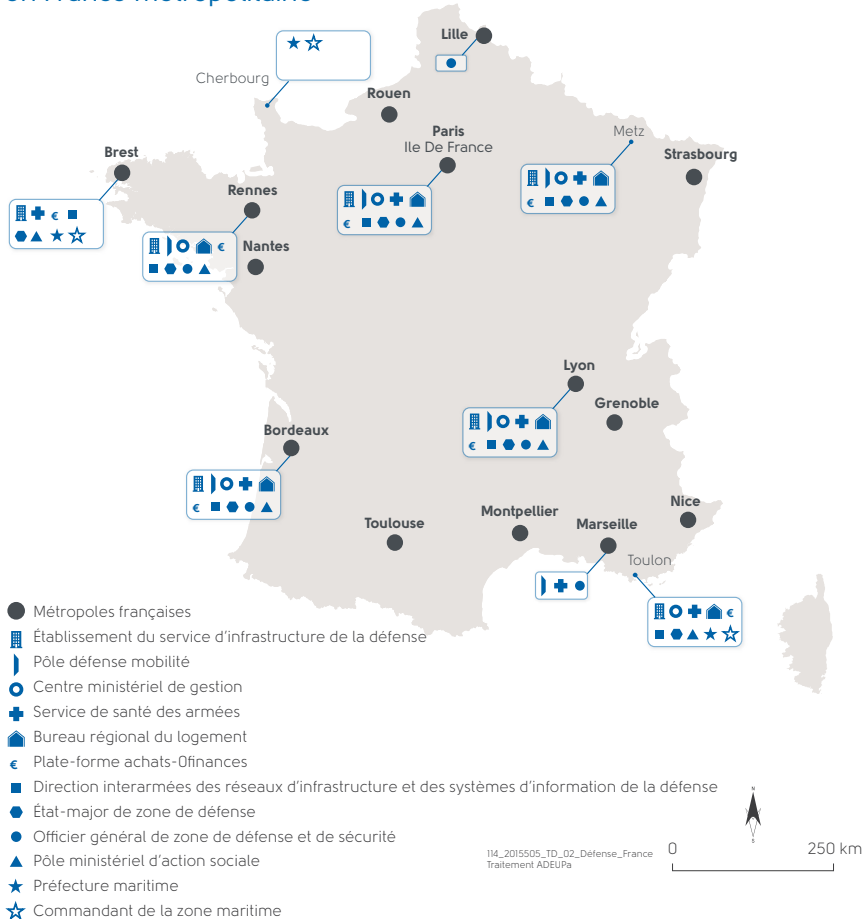 Lille
Cherbourg
Rouen
Paris
Ile De France
Metz
Strasbourg
Brest
Rennes
Nantes
Lyon
Grenoble
Bordeaux
Toulouse
Montpellier
Marseille
Nice
Toulon
Métropoles françaises
Établissement du service d'infrastructure de la défense
Pôle défense mobilité
Centre ministériel de gestion
Service de santé des armées
Bureau régional du logement
€ Plate-forme achats-0finances
Direction interarmées des réseaux d'infrastructure et des systèmes d'information de la défense
État-major de zone de défense
Officier général de zone de défense et de sécurité
Pôle ministériel d'action sociale
Préfecture maritime
Commandant de la zone maritime
114_2015505_TD_02_Défense_France
Traitement ADEUPa
N
S
0 250 km